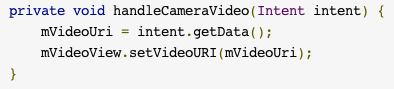 private void handleCameraVideo(Intent intent) {
    mVideoUri = intent.getData();
    mVideoView.setVideoURI(mVideoUri);
}